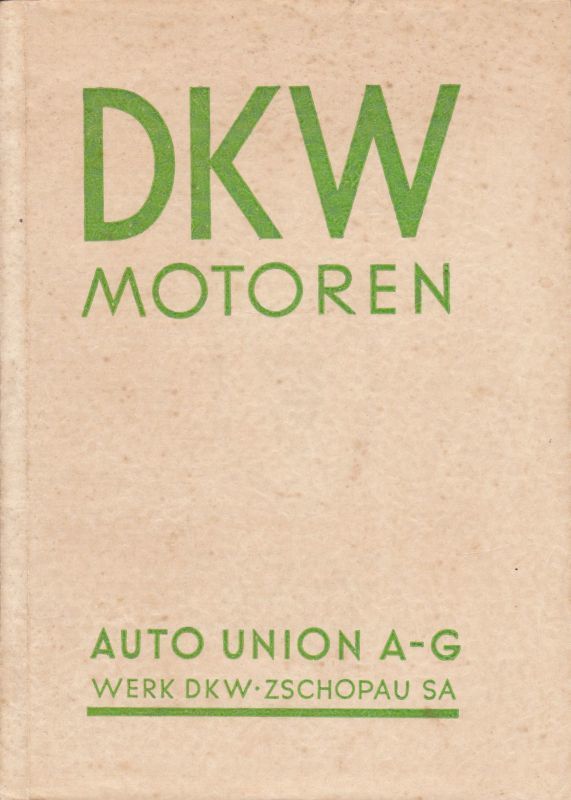 DKW
MOTOREN
AUTO UNION A-G
WERK DKW·ZSCHOPAU SA